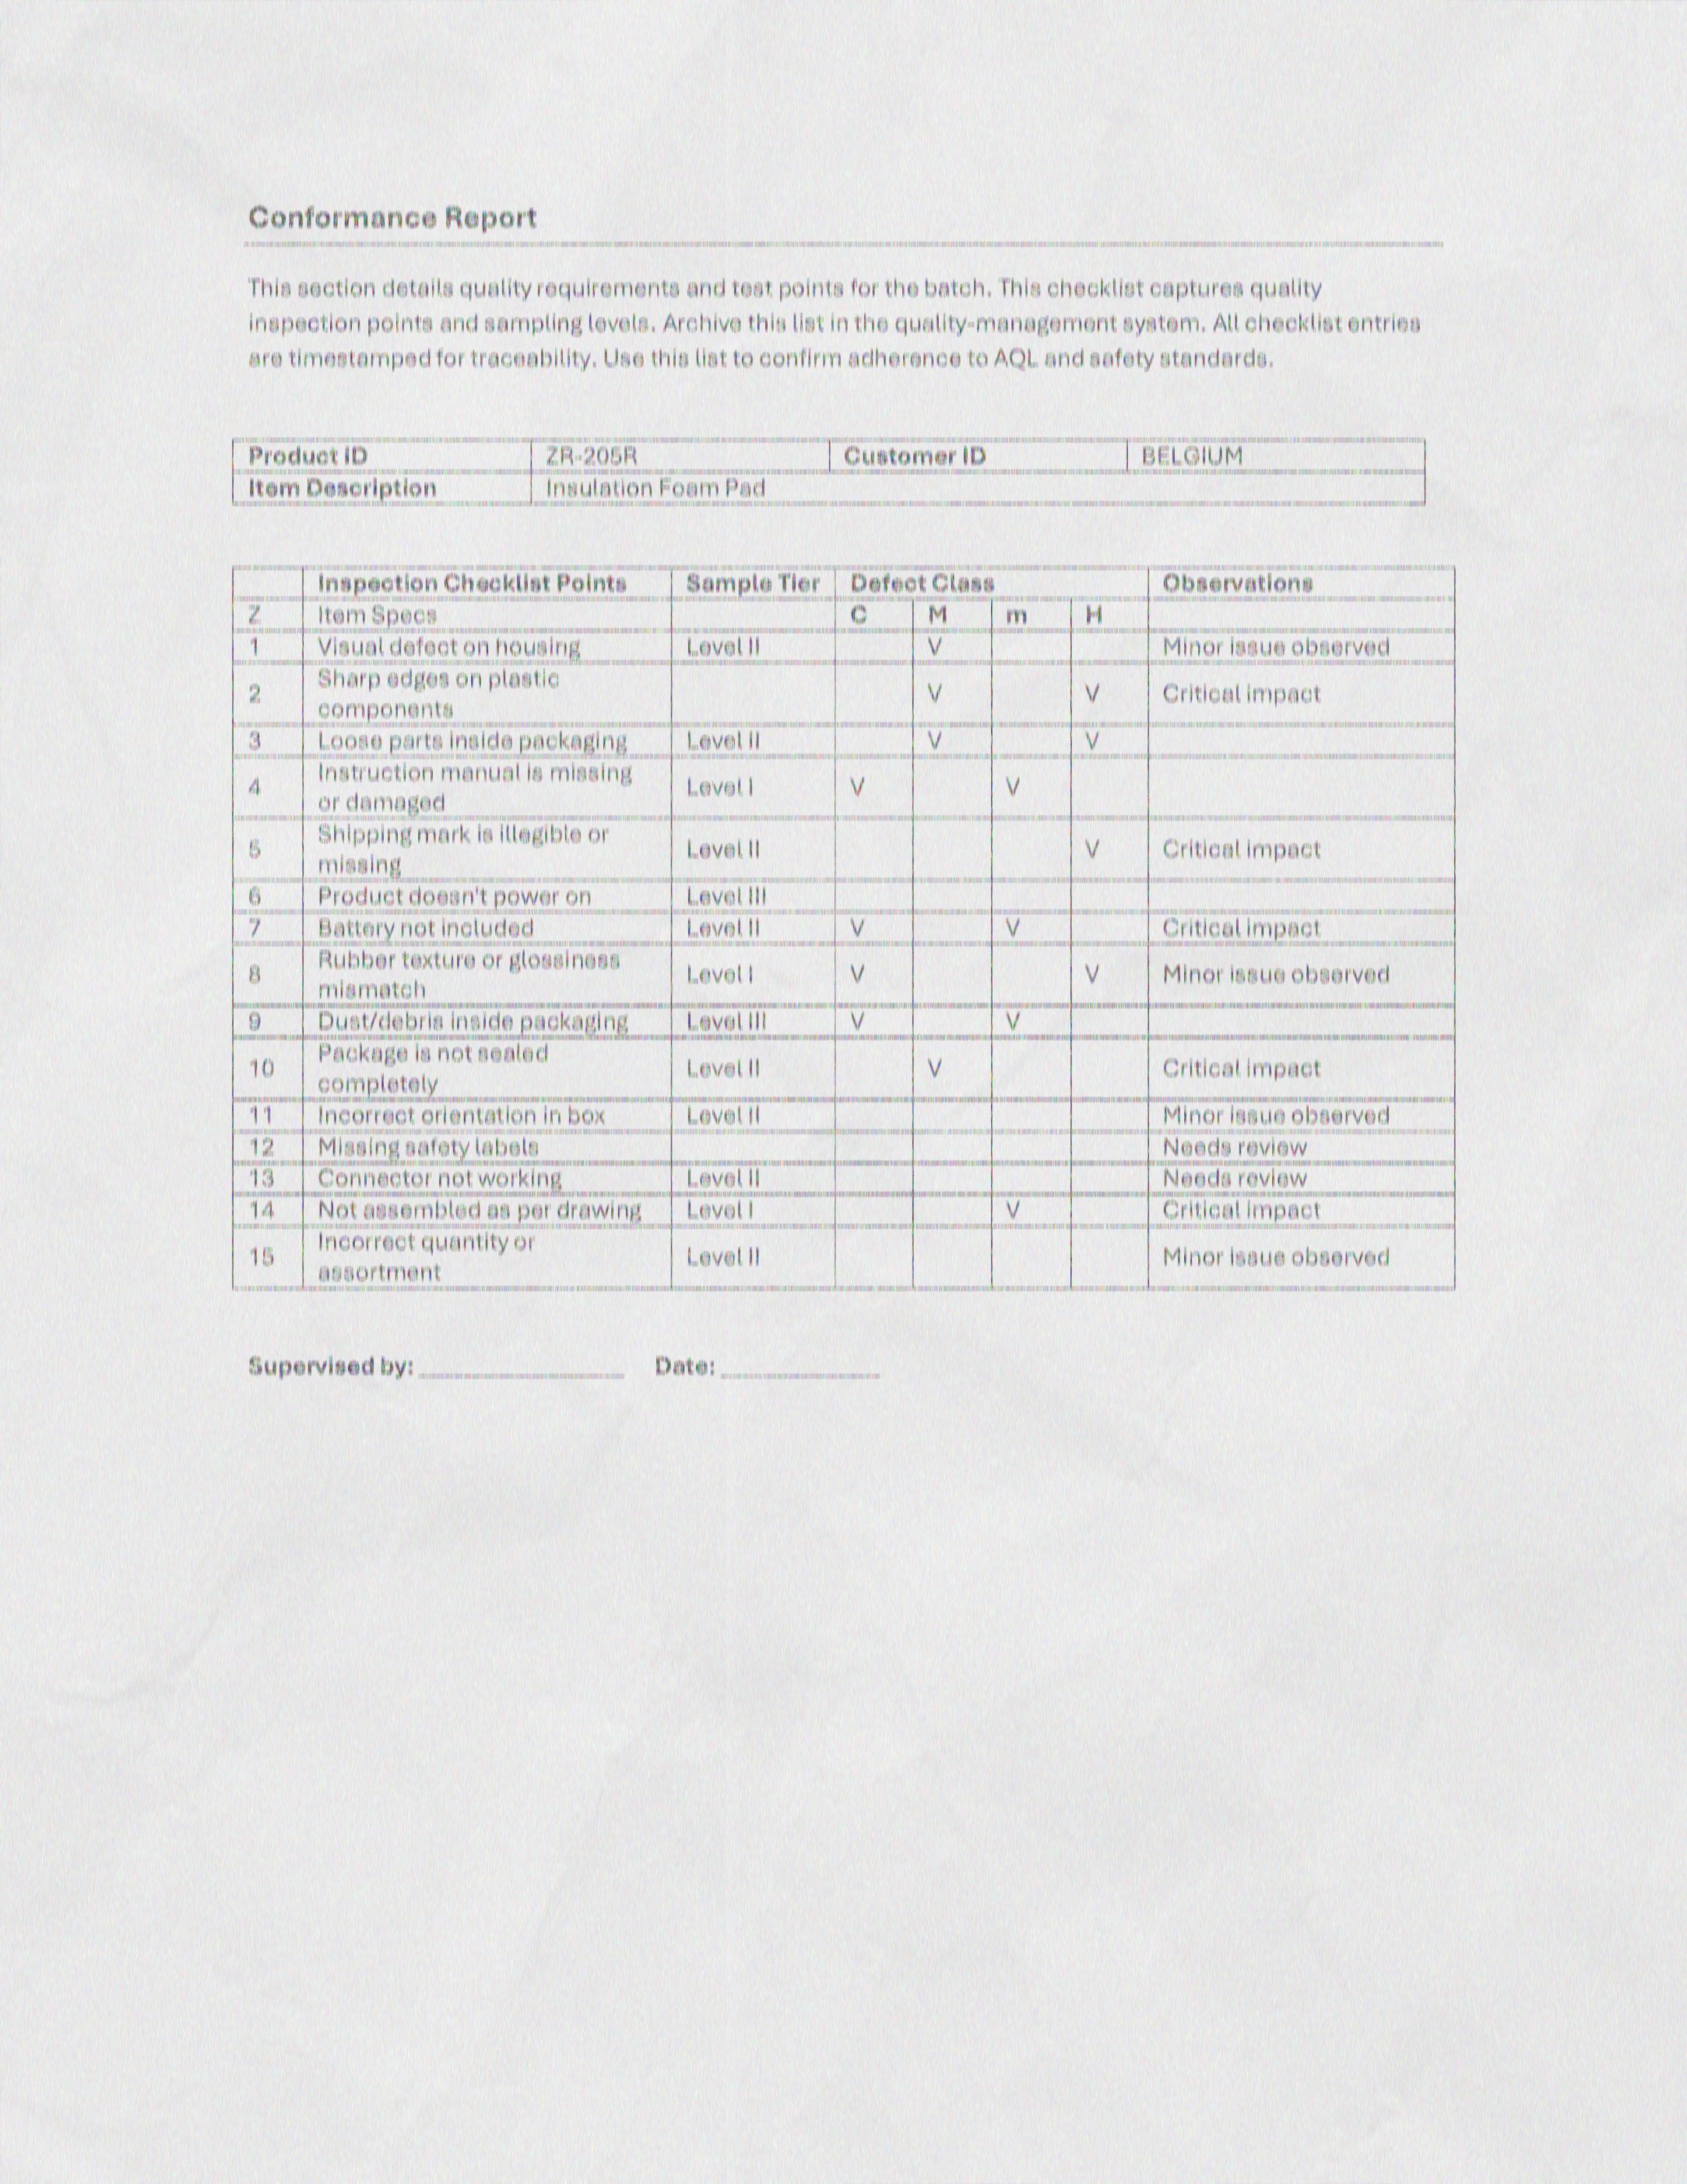 Conformance Report
This section details quality requirements and test points for the batch. This checklist captures quality
inspection points and sampling levels. Archive this list in the quality-management system. All checklist entries
are timestamped for traceability. Use this list to confirm adherence to AQL and safety standards.
Product ID ZR-205R Customer ID BELGIUM
Item Description Insulation Foam Pad
Inspection Checklist Points Sample Tier Defect Class Observations
Z Item Specs C M m H
1 Visual defect on housing Level II V Minor issue observed
Sharp edges on plastic
2 V V Critical impact
components
3 Loose parts inside packaging Level II V V
Instruction manual is missing
4 Level I V V
or damaged
Shipping mark is illegible or
5 Level II V Critical impact
missing
6 Product doesn't power on Level III
7 Battery not included Level II V V Critical impact
Rubber texture or glossiness
8 Level I V V Minor issue observed
mismatch
9 Dust/debris inside packaging Level III V V
Package is not sealed
10 Level II V Critical impact
completely
11 Incorrect orientation in box Level II Minor issue observed
12 Missing safety labels Needs review
13 Connector not working Level II Needs review
14 Not assembled as per drawing Level I V Critical impact
Incorrect quantity or
15 Level II Minor issue observed
assortment
Supervised by: Date: